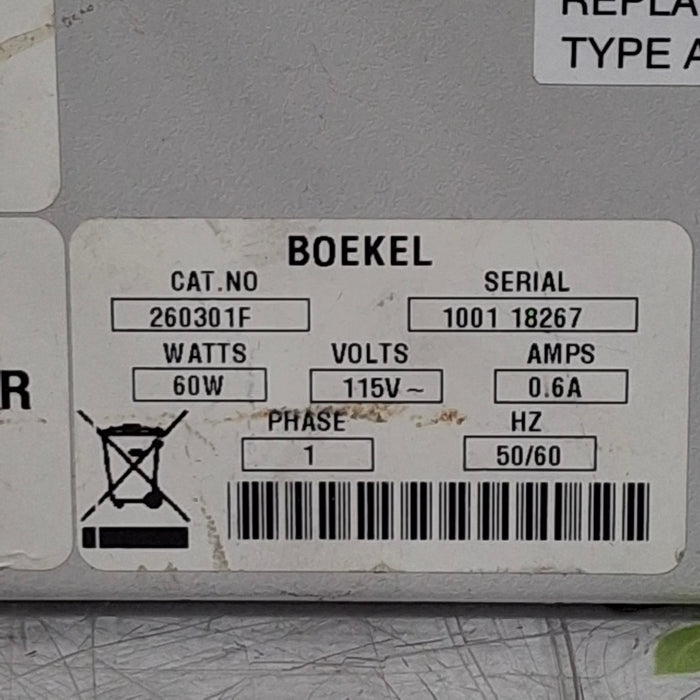 REPLA
TYPE A
BOEKEL
CAT.NO SERIAL
260301F 1001 18267
WATTS VOLTS AMPS
60W 115V~ 0.6A
R
PHASE HZ
1 50/60